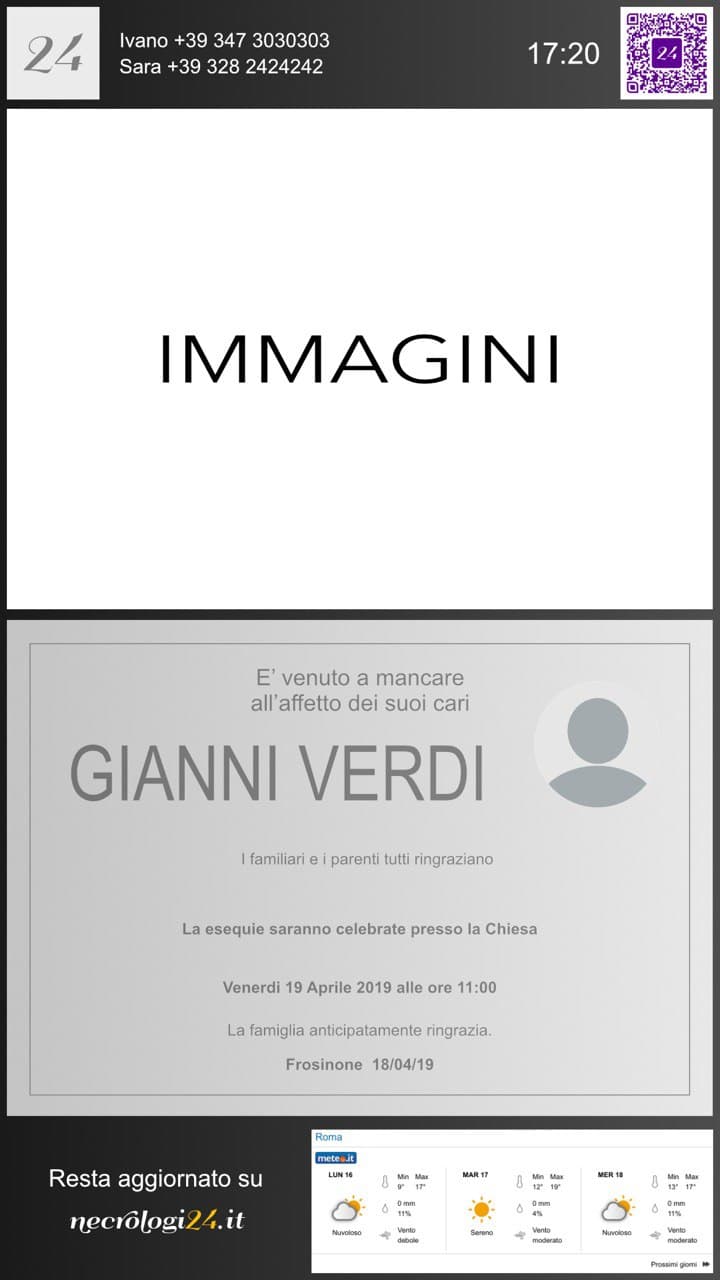 24
Ivano +39 347 3030303
Sara +39 328 2424242
17:20
24
IMMAGINI
E’ venuto a mancare
all’affetto dei suoi cari
GIANNI VERDI
I familiari e i parenti tutti ringraziano
La esequie saranno celebrate presso la Chiesa
Venerdi 19 Aprile 2019 alle ore 11:00
La famiglia anticipatamente ringrazia.
Frosinone 18/04/19
Resta aggiornato su
necrologi24.it
Roma
meteo.it
LUN 16
Min Max
9° 17°
0 mm
11%
Nuvoloso
Vento
debole
MAR 17
Min Max
12° 19°
0 mm
4%
Sereno
Vento
moderato
MER 18
Min Max
13° 17°
0 mm
11%
Nuvoloso
Vento
moderato
Prossimi giorni